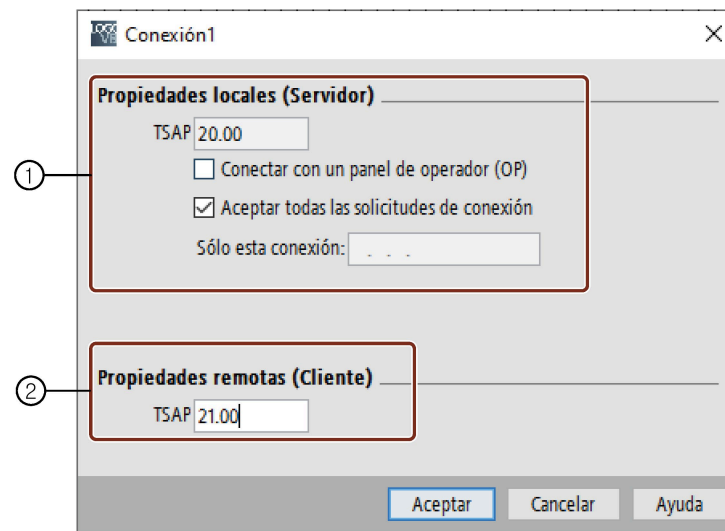 Conexión1
Propiedades locales (Servidor)
TSAP 20.00
Conectar con un panel de operador (OP)
1
Aceptar todas las solicitudes de conexión
Sólo esta conexión: . . .
Propiedades remotas (Cliente)
2
TSAP 21.00
Aceptar Cancelar Ayuda